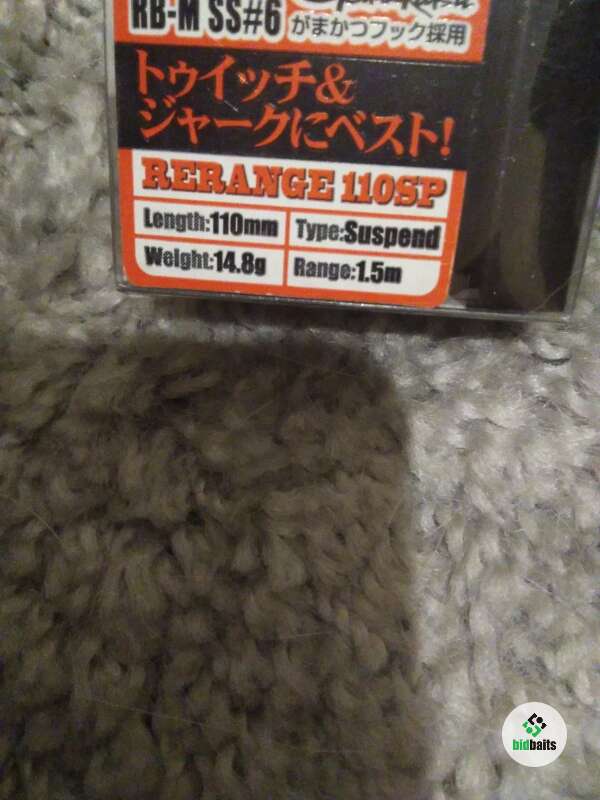 RB-M SS#6
がまかつフック採用
トゥイッチ&
ジャークにベスト!
RERANGE 110SP
Length:110mm
Type:Suspend
Weight:14.8g
Range:1.5m
bidbaits